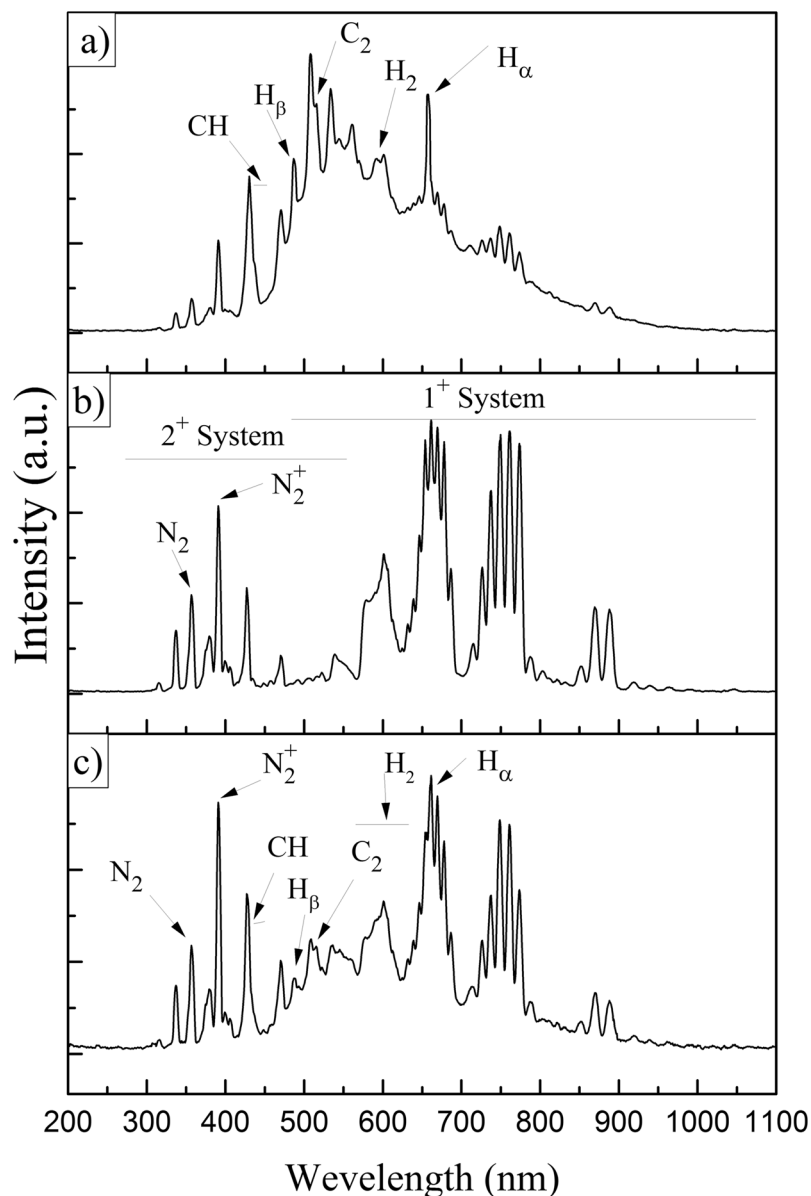 a)
C₂
Hα
H₂
Hβ
CH
b)
1⁺ System
2⁺ System
N₂⁺
N₂
c)
N₂⁺
H₂
Hα
CH
C₂
N₂
Hβ
Intensity (a.u.)
200 300 400 500 600 700 800 900 1000 1100
Wevelength (nm)